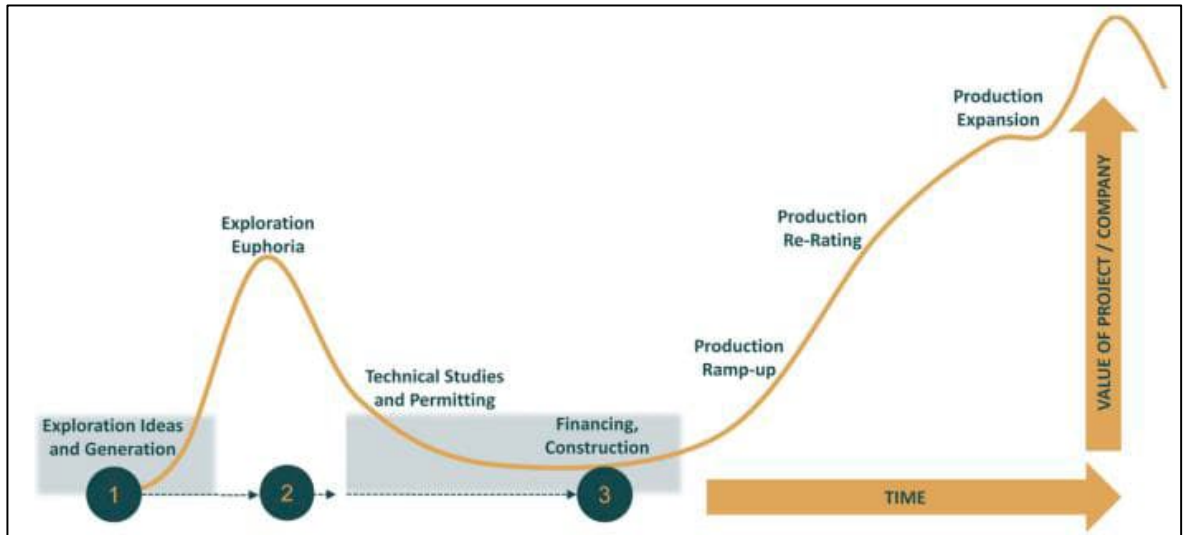 Production
Expansion
Exploration
Euphoria
Production
Re-Rating
Production
Ramp-up
Technical Studies
and Permitting
Exploration Ideas
and Generation
Financing,
Construction
1
2
3
TIME
VALUE OF PROJECT / COMPANY